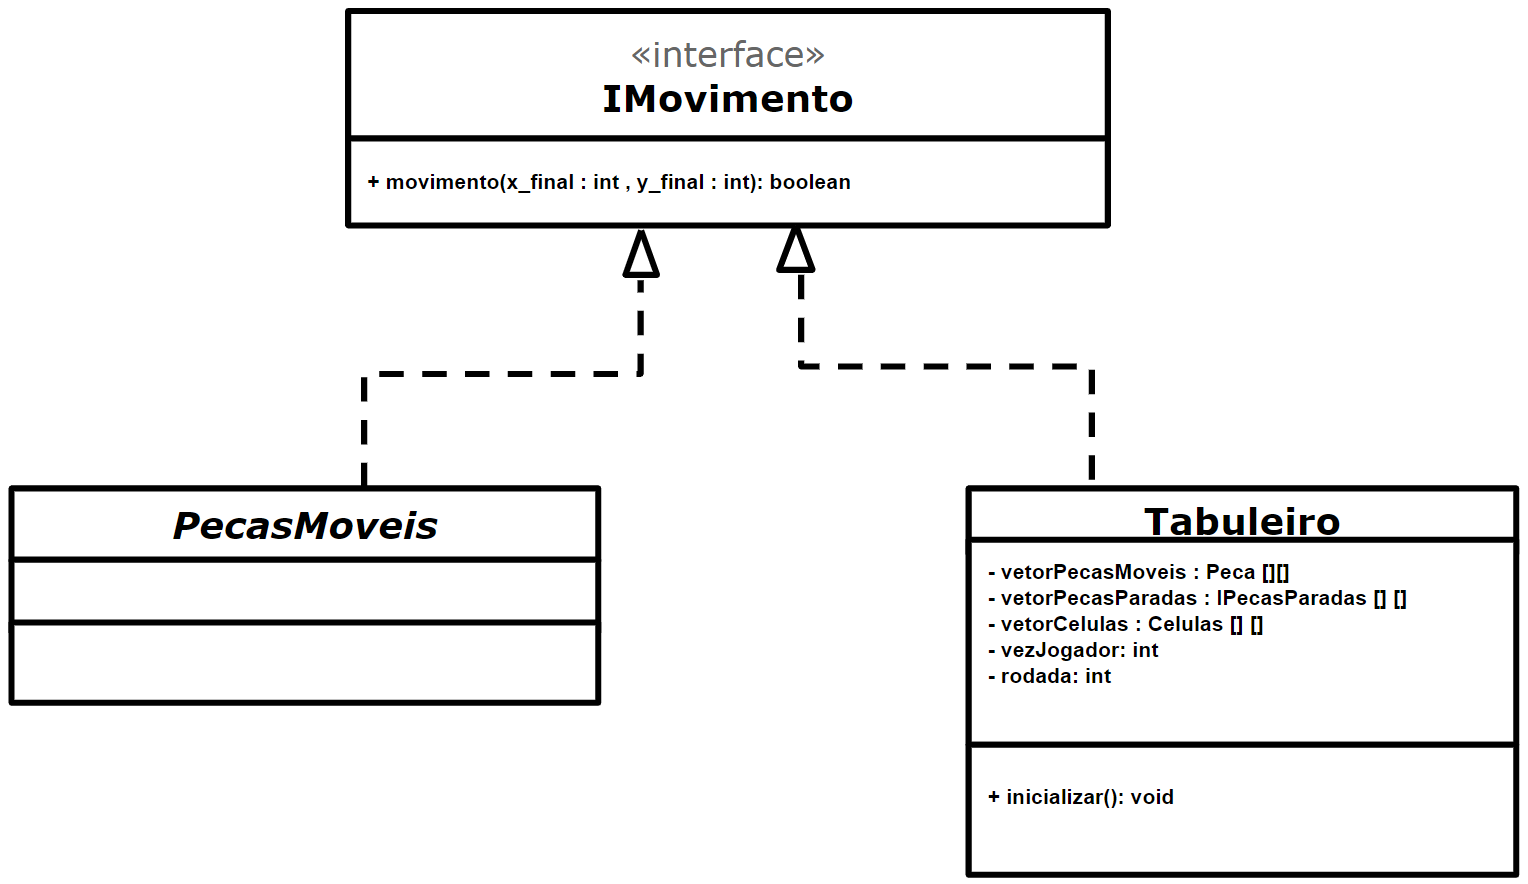 «interface»
IMovimento
+ movimento(x_final : int , y_final : int): boolean
PecasMoveis
Tabuleiro
- vetorPecasMoveis : Peca [][]
- vetorPecasParadas : IPecasParadas [] []
- vetorCelulas : Celulas [] []
- vezJogador: int
- rodada: int
+ inicializar(): void